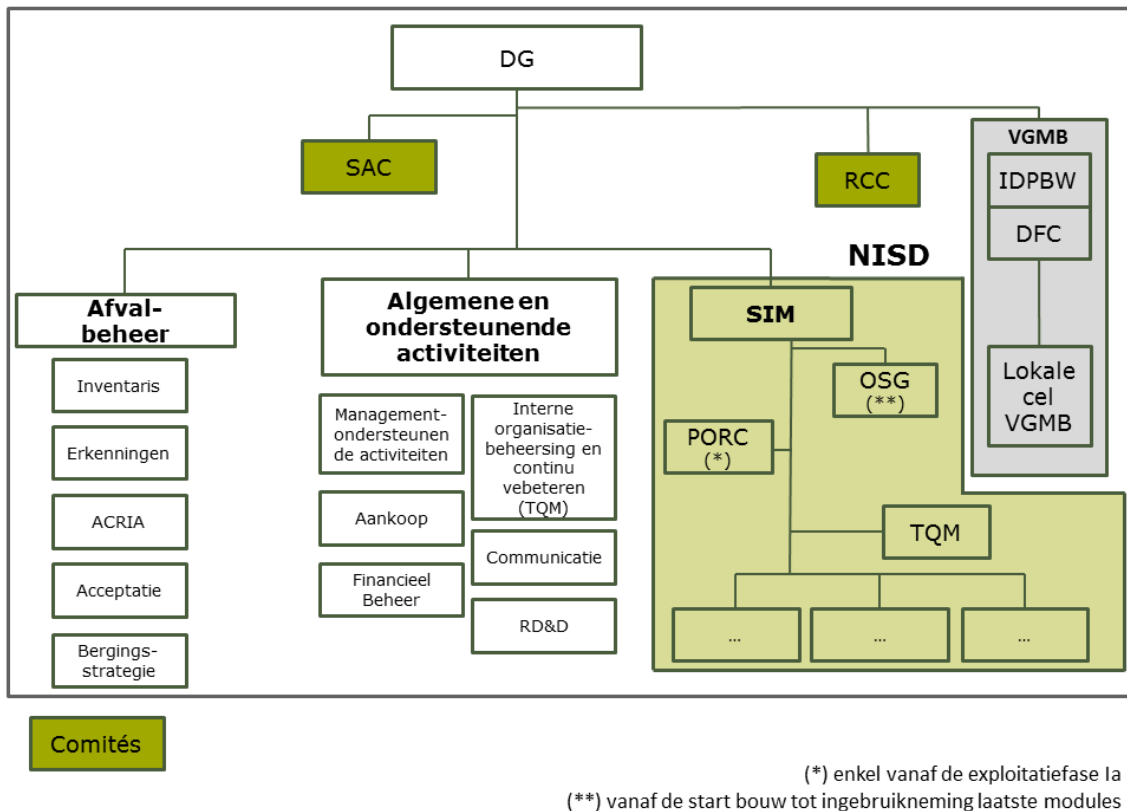 DG
SAC
RCC
VGMB
IDPBW
DFC
Lokale
cel
VGMB
NISD
Afval-
beheer
Inventaris
Erkenningen
ACRIA
Acceptatie
Bergings-
strategie
Algemene en
ondersteunende
activiteiten
Management-
ondersteunen
de activiteiten
Aankoop
Financieel
Beheer
Interne
organisatie-
beheersing en
continu
vebeteren
(TQM)
Communicatie
RD&D
SIM
OSG
(**)
PORC
(*)
TQM
...
...
...
Comités
(*) enkel vanaf de exploitatiefase Ia
(**) vanaf de start bouw tot ingebruikneming laatste modules